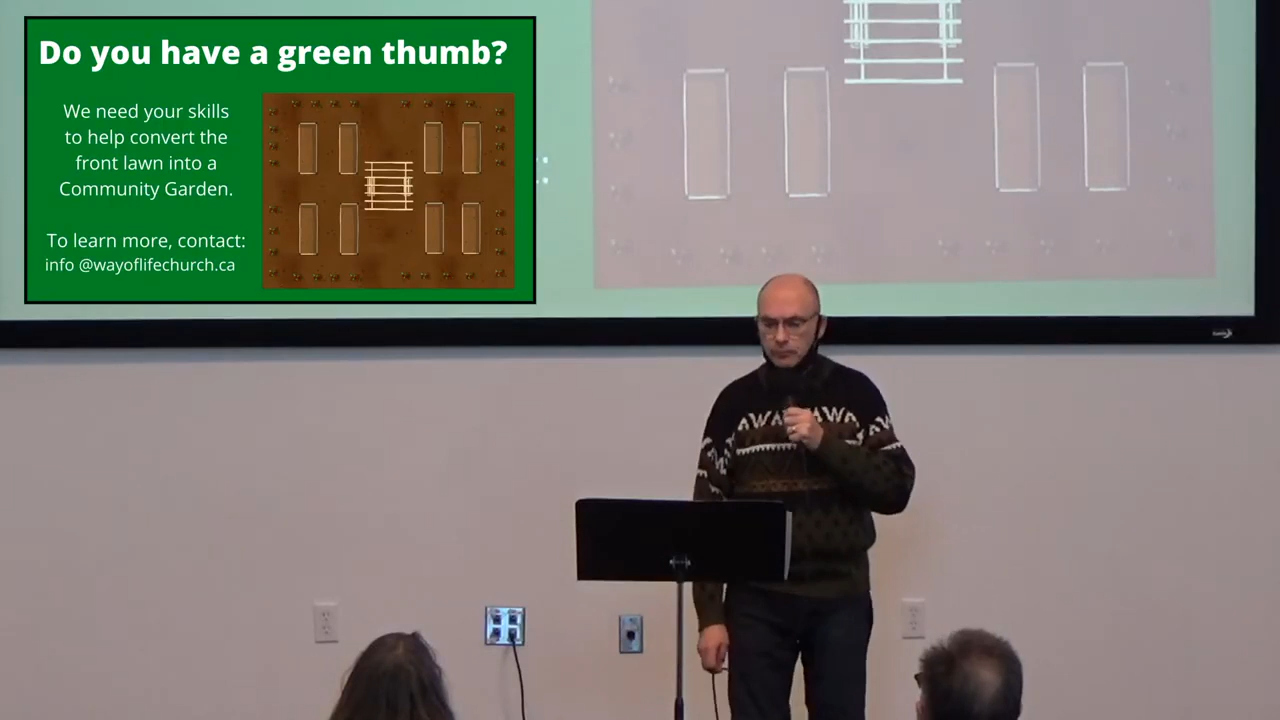 Do you have a green thumb?
We need your skills
to help convert the
front lawn into a
Community Garden.
To learn more, contact:
info @wayoflifechurch.ca